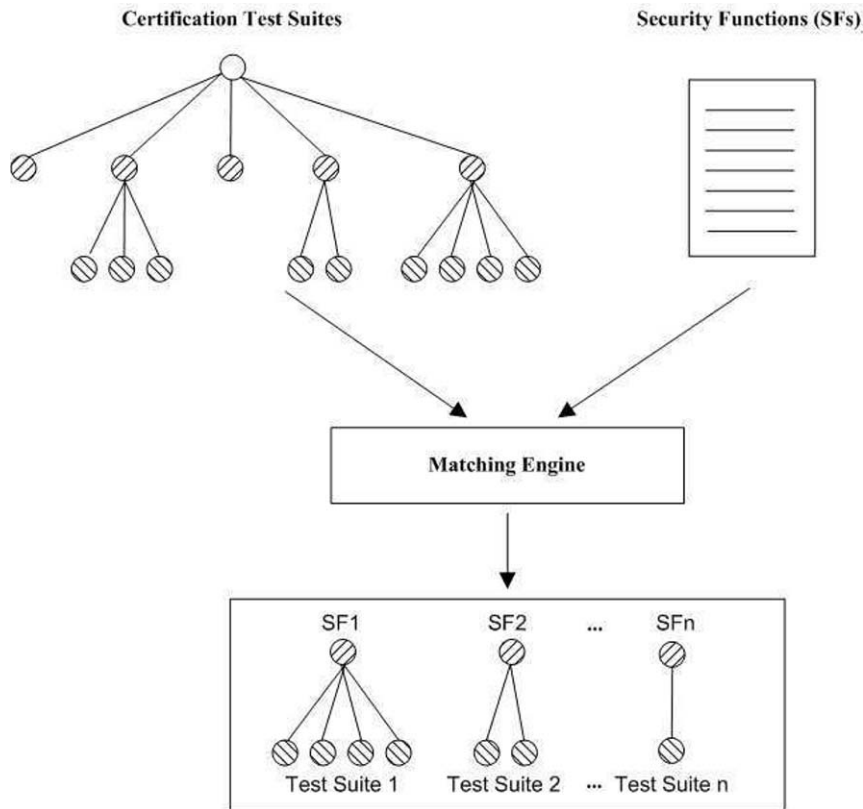 Certification Test Suites
Security Functions (SFs)
Matching Engine
SF1 SF2 ... SFn
Test Suite 1 Test Suite 2 ... Test Suite n